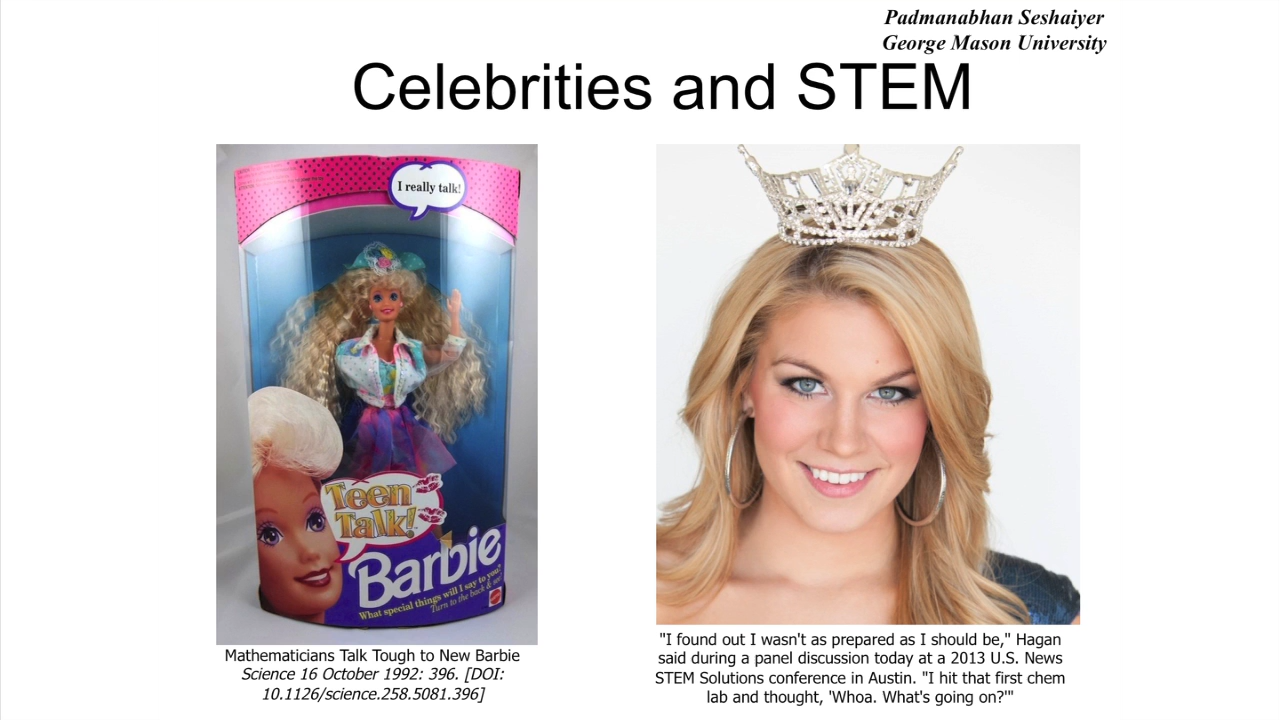 Padmanabhan Seshaiyer
George Mason University
Celebrities and STEM
I really talk!
Teen
Talk!
Barbie
What special things will I say to you?
Turn to the back & see!
Mathematicians Talk Tough to New Barbie
Science 16 October 1992: 396. [DOI:
10.1126/science.258.5081.396]
"I found out I wasn't as prepared as I should be," Hagan
said during a panel discussion today at a 2013 U.S. News
STEM Solutions conference in Austin. "I hit that first chem
lab and thought, 'Whoa. What's going on?'"